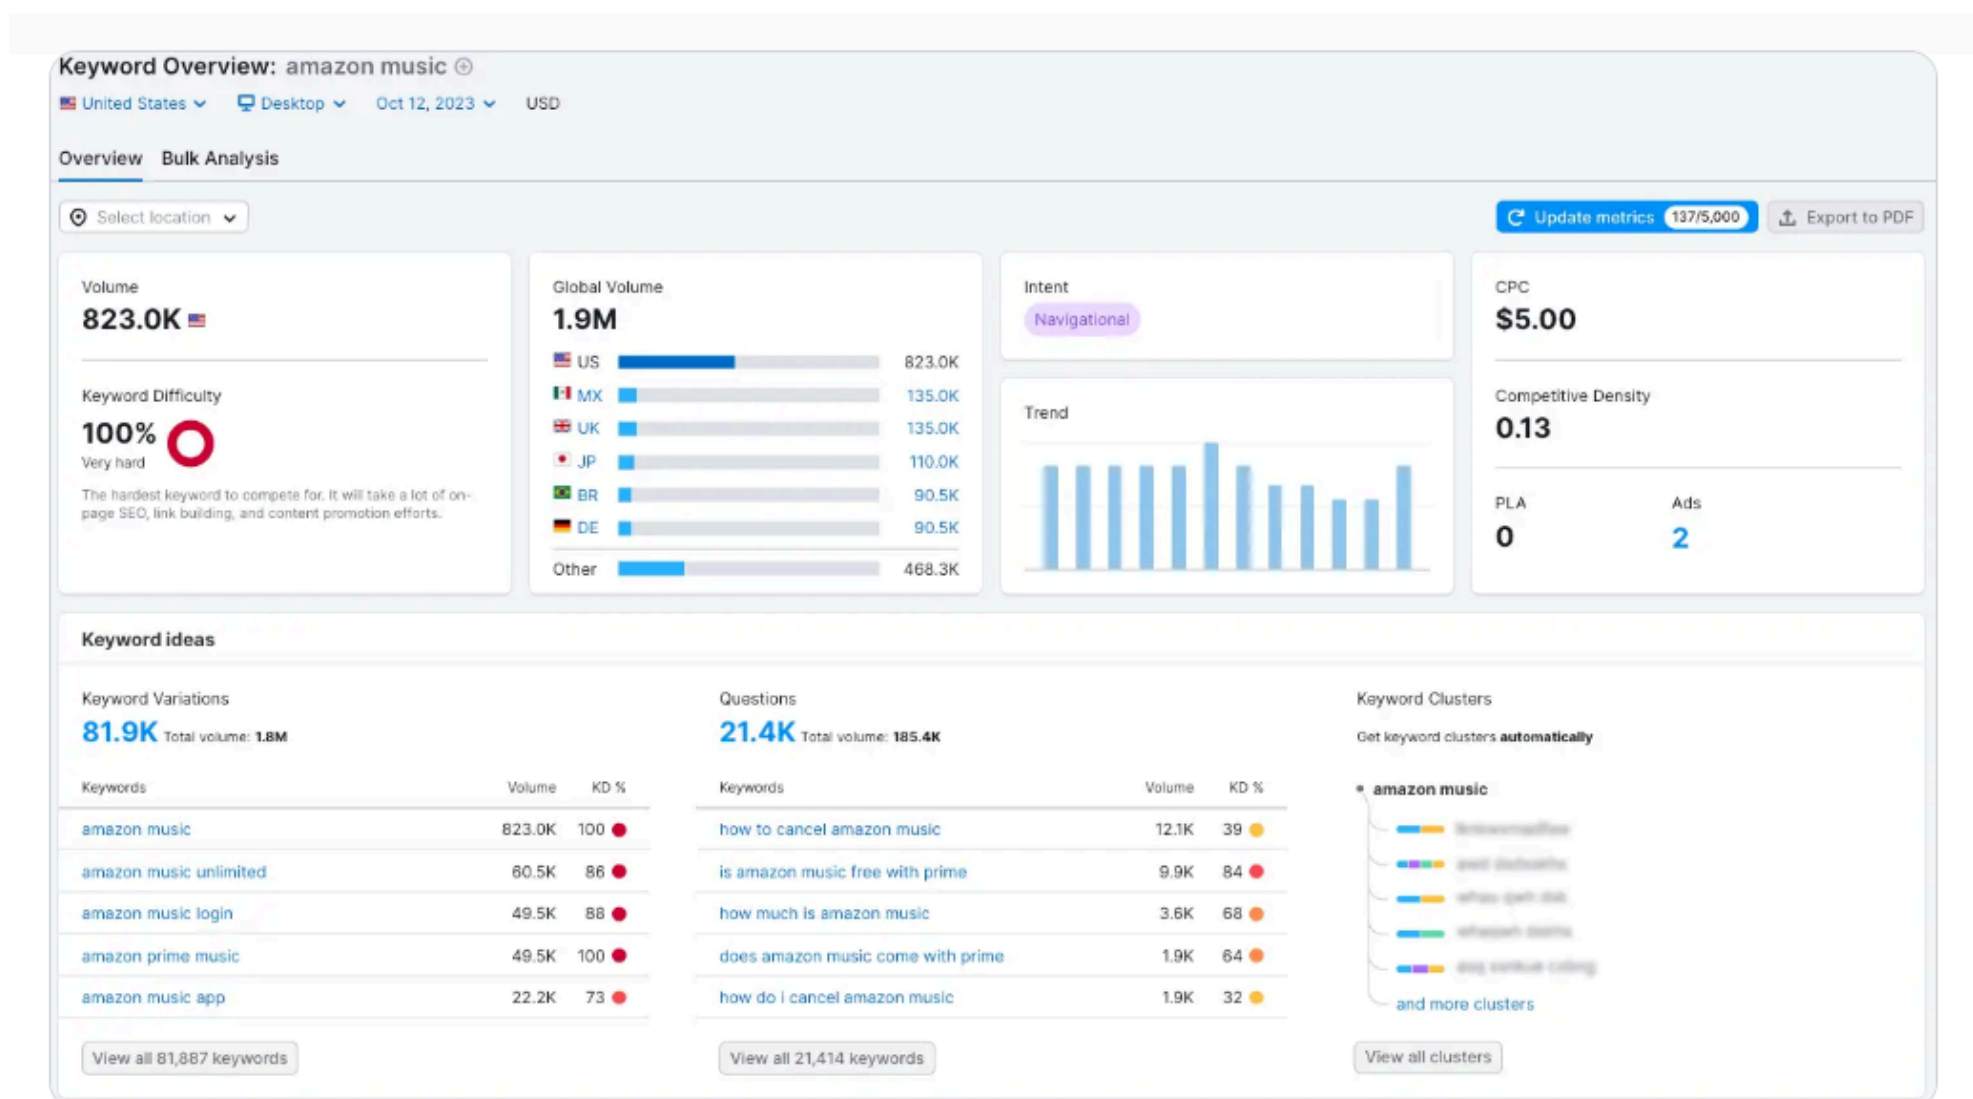 Keyword Overview: amazon music
United States Desktop Oct 12, 2023 USD
Overview Bulk Analysis
Select location
Update metrics 137/5,000 Export to PDF
Volume
823.0K
Keyword Difficulty
100%
Very hard
The hardest keyword to compete for. It will take a lot of on-
page SEO, link building, and content promotion efforts.
Global Volume
1.9M
US 823.0K
MX 135.0K
UK 135.0K
JP 110.0K
BR 90.5K
DE 90.5K
Other 468.3K
Intent
Navigational
Trend
CPC
$5.00
Competitive Density
0.13
PLA Ads
0 2
Keyword ideas
Keyword Variations
81.9K Total volume: 1.8M
Keywords Volume KD %
amazon music 823.0K 100
amazon music unlimited 60.5K 86
amazon music login 49.5K 88
amazon prime music 49.5K 100
amazon music app 22.2K 73
View all 81,887 keywords
Questions
21.4K Total volume: 185.4K
Keywords Volume KD %
how to cancel amazon music 12.1K 39
is amazon music free with prime 9.9K 84
how much is amazon music 3.6K 68
does amazon music come with prime 1.9K 64
how do i cancel amazon music 1.9K 32
View all 21,414 keywords
Keyword Clusters
Get keyword clusters automatically
amazon music
and more clusters
View all clusters